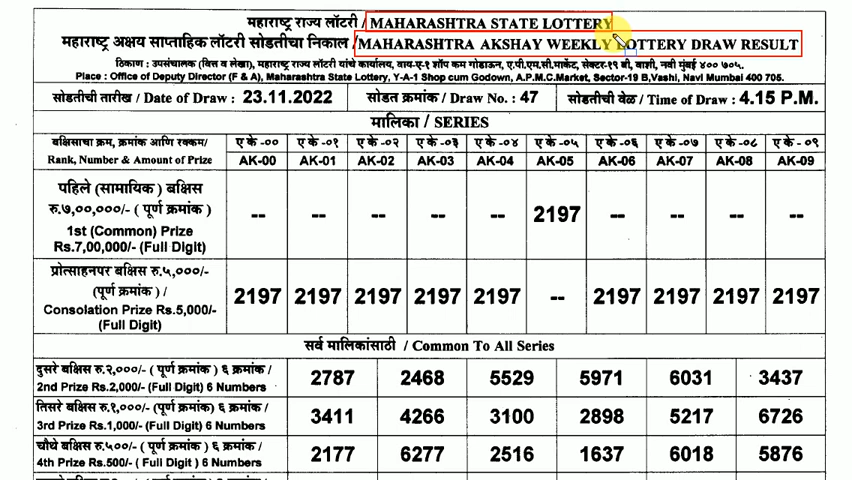 महाराष्ट्र राज्य लॉटरी / MAHARASHTRA STATE LOTTERY
महाराष्ट्र अक्षय साप्ताहिक लॉटरी सोडतीचा निकाल / MAHARASHTRA AKSHAY WEEKLY LOTTERY DRAW RESULT
ठिकाण : उपसंचालक (वित्त व लेखा), महाराष्ट्र राज्य लॉटरी यांचे कार्यालय, वाय-ए-१ शॉप कम गोडाऊन, ए.पी.एम.सी.मार्केट, सेक्टर-१९ बी, वाशी, नवी मुंबई ४०० ७०५.
Place : Office of Deputy Director (F & A), Maharashtra State Lottery, Y-A-1 Shop cum Godown, A.P.M.C.Market, Sector-19 B,Vashi, Navi Mumbai 400 705.
सोडतीची तारीख / Date of Draw : 23.11.2022 सोडत क्रमांक / Draw No. : 47 सोडतीची वेळ / Time of Draw : 4.15 P.M.
मालिका / SERIES
बक्षिसाचा क्रम, क्रमांक आणि रक्कम/ ए के -०० ए के -०१ ए के -०२ ए के -०३ ए के -०४ ए के -०५ ए के -०६ ए के -०७ ए के -०८ ए के - ०९
Rank, Number & Amount of Prize AK-00 AK-01 AK-02 AK-03 AK-04 AK-05 AK-06 AK-07 AK-08 AK-09
पहिले (सामायिक) बक्षिस
रु.७,००,०००/- ( पूर्ण क्रमांक )
1st (Common) Prize
Rs.7,00,000/- (Full Digit)
-- -- -- -- -- 2197 -- -- -- --
प्रोत्साहनपर बक्षिस रु.५,०००/-
(पूर्ण क्रमांक ) /
Consolation Prize Rs.5,000/-
(Full Digit)
2197 2197 2197 2197 2197 -- 2197 2197 2197 2197
सर्व मालिकांसाठी / Common To All Series
दुसरे बक्षिस रु.२,०००/- ( पूर्ण क्रमांक ) ६ क्रमांक /
2nd Prize Rs.2,000/- (Full Digit) 6 Numbers
2787 2468 5529 5971 6031 3437
तिसरे बक्षिस रु.१,०००/- (पूर्ण क्रमांक) ६ क्रमांक /
3rd Prize Rs.1,000/- (Full Digit) 6 Numbers
3411 4266 3100 2898 5217 6726
चौथे बक्षिस रु.५००/- ( पूर्ण क्रमांक ) ६ क्रमांक /
4th Prize Rs.500/- ( Full Digit ) 6 Numbers
2177 6277 2516 1637 6018 5876